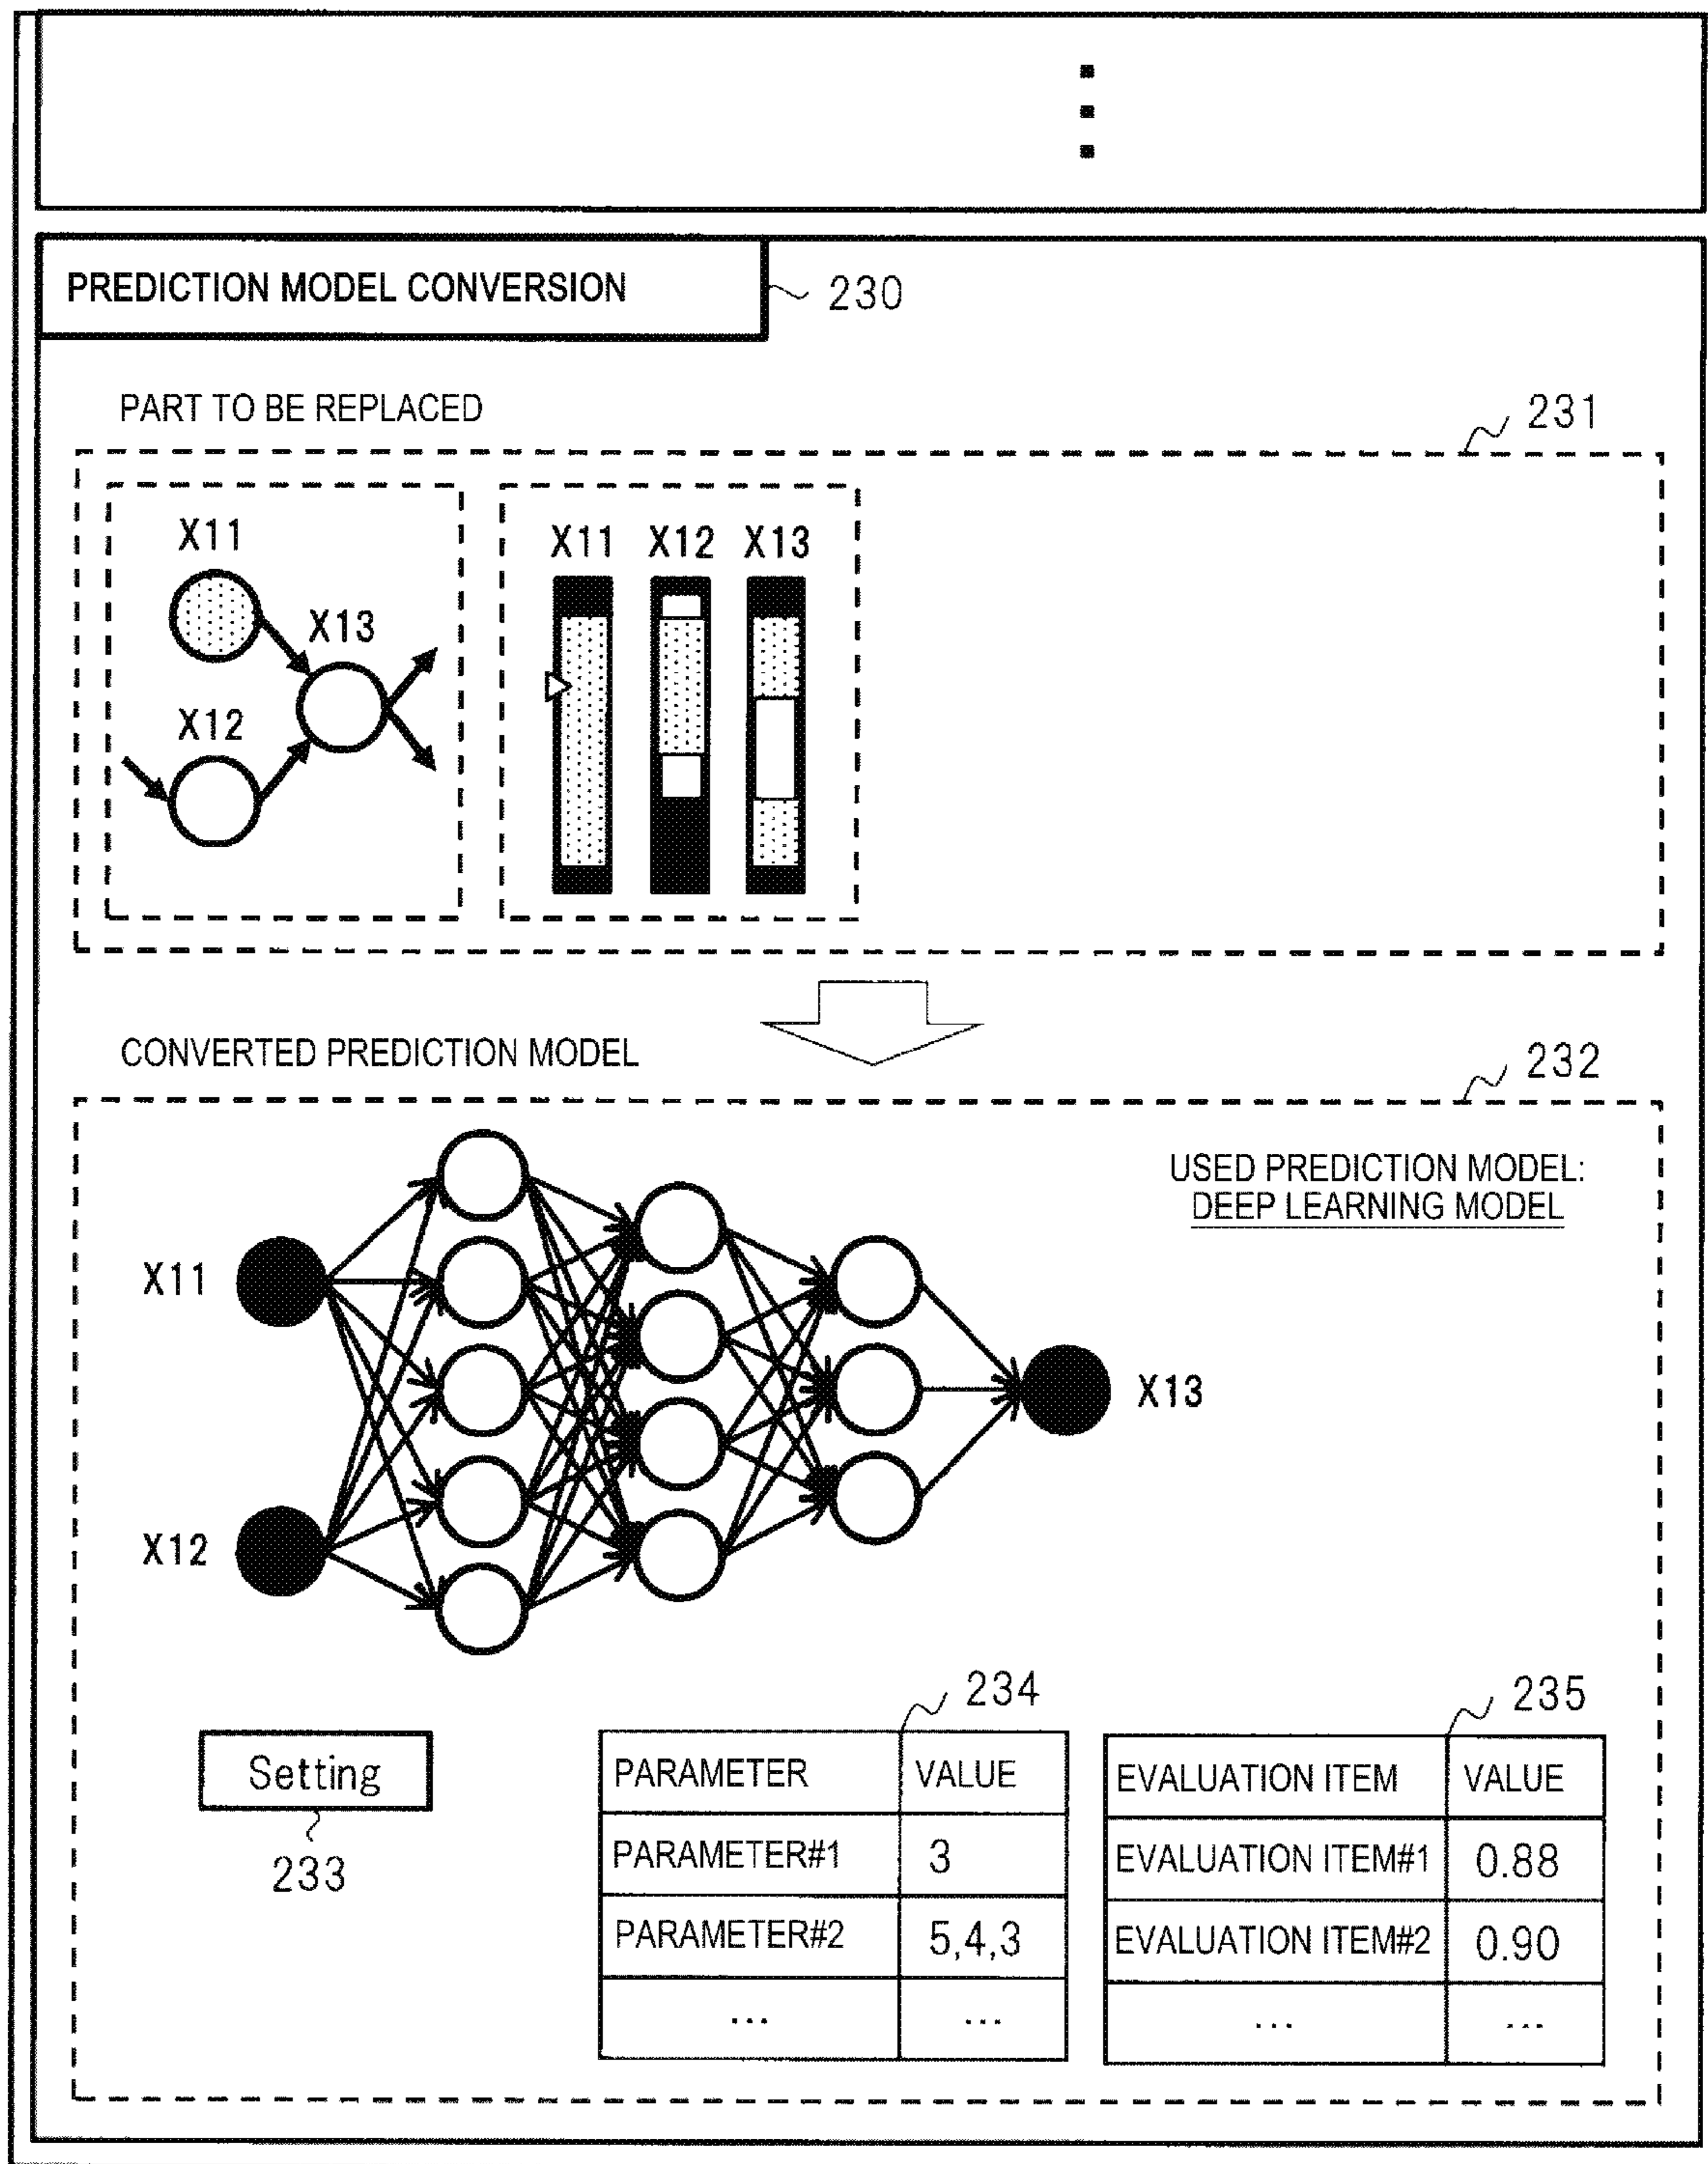 PREDICTION MODEL CONVERSION
230
PART TO BE REPLACED
231
X11
X13
X12
X11 X12 X13
CONVERTED PREDICTION MODEL
232
USED PREDICTION MODEL:
DEEP LEARNING MODEL
X11
X13
X12
Setting
233
234
PARAMETER VALUE
PARAMETER#1 3
PARAMETER#2 5,4,3
... ...
235
EVALUATION ITEM VALUE
EVALUATION ITEM#1 0.88
EVALUATION ITEM#2 0.90
... ...